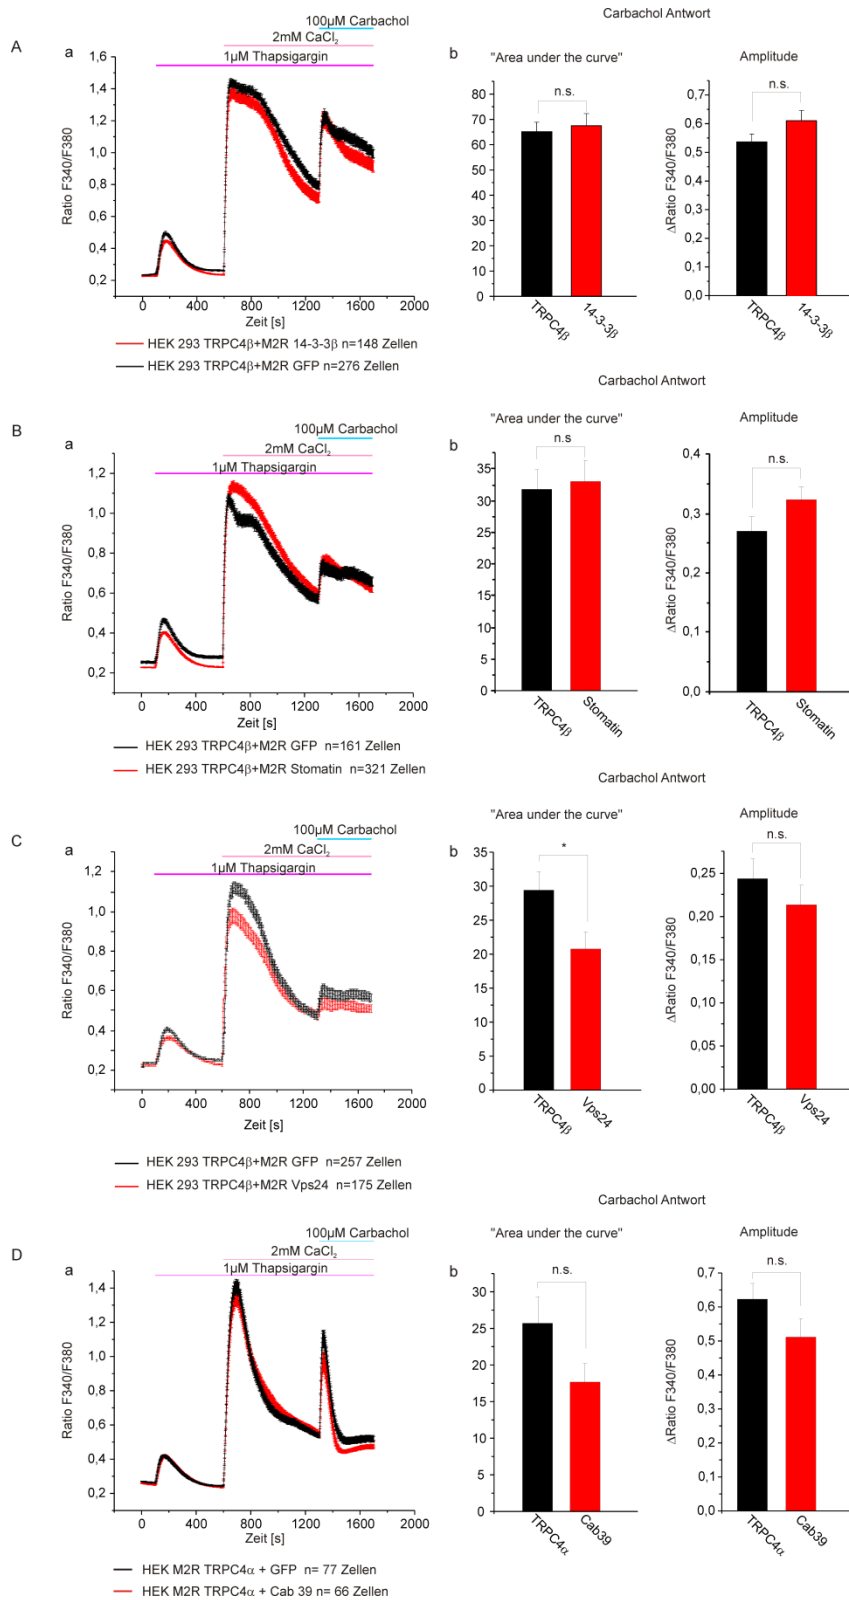 Carbachol Antwort
A
a
100µM Carbachol
2mM CaCl₂
1µM Thapsigargin
Ratio F340/F380
1,6
1,4
1,2
1,0
0,8
0,6
0,4
0,2
0 400 800 1200 1600 2000
Zeit [s]
HEK 293 TRPC4β+M2R 14-3-3β n=148 Zellen
HEK 293 TRPC4β+M2R GFP n=276 Zellen
b
"Area under the curve"
n.s.
80
75
70
65
60
55
50
45
40
35
30
25
20
15
10
5
0
TRPC4β
14-3-3β
Amplitude
n.s.
ΔRatio F340/F380
0,7
0,6
0,5
0,4
0,3
0,2
0,1
0,0
TRPC4β
14-3-3β
Carbachol Antwort
B
a
100µM Carbachol
2mM CaCl₂
1µM Thapsigargin
Ratio F340/F380
1,2
1,0
0,8
0,6
0,4
0,2
0 400 800 1200 1600 2000
Zeit [s]
HEK 293 TRPC4β+M2R GFP n=161 Zellen
HEK 293 TRPC4β+M2R Stomatin n=321 Zellen
b
"Area under the curve"
n.s
35
30
25
20
15
10
5
0
TRPC4β
Stomatin
Amplitude
n.s.
ΔRatio F340/F380
0,4
0,3
0,2
0,1
0,0
TRPC4β
Stomatin
Carbachol Antwort
C
a
100µM Carbachol
2mM CaCl₂
1µM Thapsigargin
Ratio F340/F380
1,2
1,0
0,8
0,6
0,4
0,2
0 400 800 1200 1600 2000
Zeit [s]
HEK 293 TRPC4β+M2R GFP n=257 Zellen
HEK 293 TRPC4β+M2R Vps24 n=175 Zellen
b
"Area under the curve"
*
35
30
25
20
15
10
5
0
TRPC4β
Vps24
Amplitude
n.s.
ΔRatio F340/F380
0,25
0,20
0,15
0,10
0,05
0,00
TRPC4β
Vps24
Carbachol Antwort
D
a
100µM Carbachol
2mM CaCl₂
1µM Thapsigargin
Ratio F340/F380
1,4
1,2
1,0
0,8
0,6
0,4
0,2
0 400 800 1200 1600 2000
Zeit [s]
HEK M2R TRPC4α + GFP n= 77 Zellen
HEK M2R TRPC4α + Cab 39 n= 66 Zellen
b
"Area under the curve"
n.s.
25
20
15
10
5
0
TRPC4α
Cab39
Amplitude
n.s.
ΔRatio F340/F380
0,7
0,6
0,5
0,4
0,3
0,2
0,1
0,0
TRPC4α
Cab39